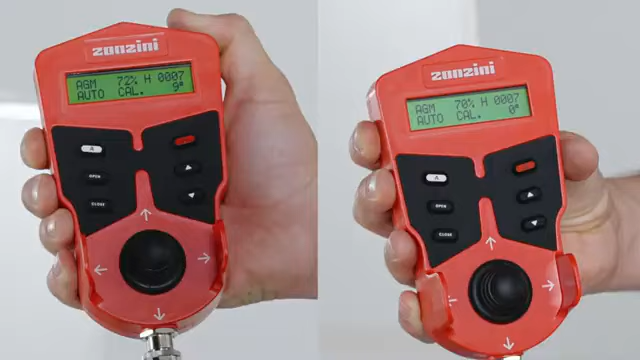 zanzini
AGM 72% H 0007
AUTO CAL. 9°
A
OPEN
CLOSE
zanzini
AGM 70% H 0007
AUTO CAL. 0°
A
OPEN
CLOSE